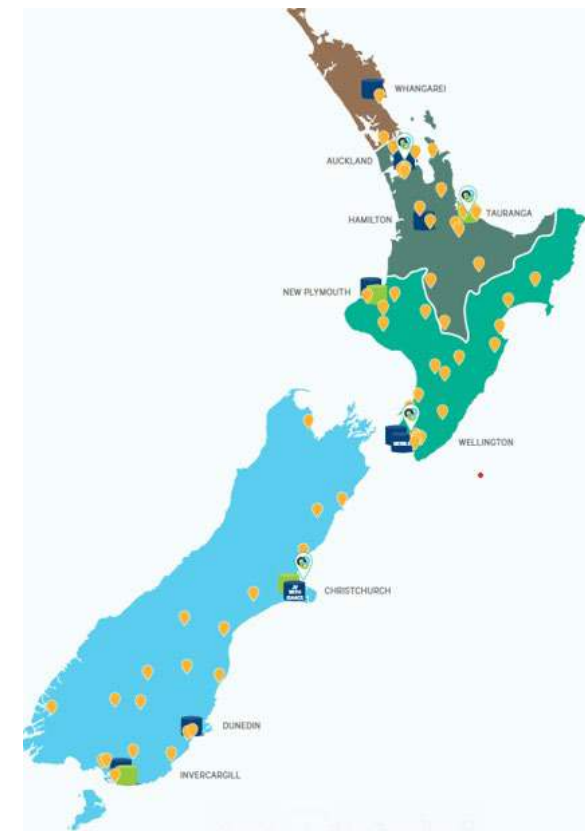 WHANGAREI
AUCKLAND
TAURANGA
HAMILTON
NEW PLYMOUTH
WELLINGTON
CHRISTCHURCH
DUNEDIN
INVERCARGILL